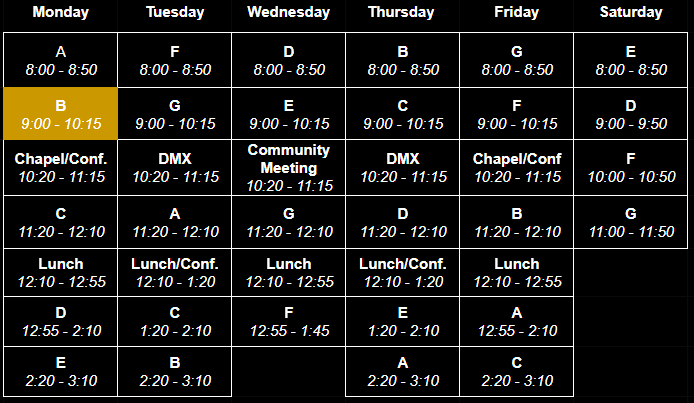 Monday Tuesday Wednesday Thursday Friday Saturday
A F D B G E
8:00 - 8:50 8:00 - 8:50 8:00 - 8:50 8:00 - 8:50 8:00 - 8:50 8:00 - 8:50
B G E C F D
9:00 - 10:15 9:00 - 10:15 9:00 - 10:15 9:00 - 10:15 9:00 - 10:15 9:00 - 9:50
Chapel/Conf. DMX Community Meeting DMX Chapel/Conf F
10:20 - 11:15 10:20 - 11:15 10:20 - 11:15 10:20 - 11:15 10:20 - 11:15 10:00 - 10:50
C A G D B G
11:20 - 12:10 11:20 - 12:10 11:20 - 12:10 11:20 - 12:10 11:20 - 12:10 11:00 - 11:50
Lunch Lunch/Conf. Lunch Lunch/Conf. Lunch
12:10 - 12:55 12:10 - 1:20 12:10 - 12:55 12:10 - 1:20 12:10 - 12:55
D C F E A
12:55 - 2:10 1:20 - 2:10 12:55 - 1:45 1:20 - 2:10 12:55 - 2:10
E B A C
2:20 - 3:10 2:20 - 3:10 2:20 - 3:10 2:20 - 3:10